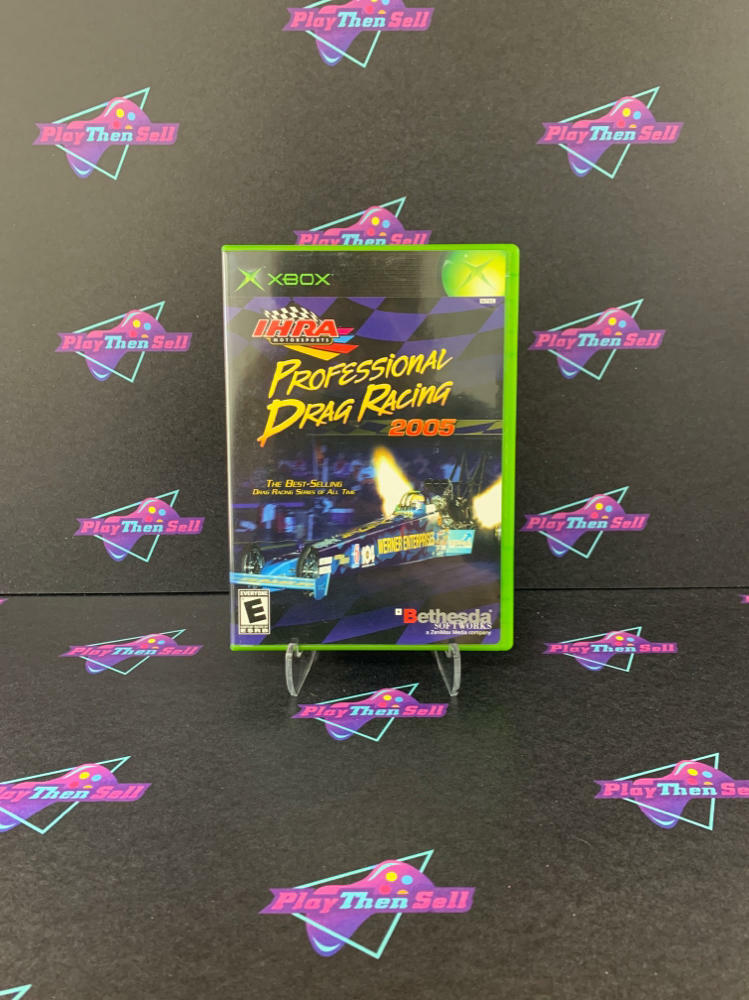 PlayThenSell
PlayThenSell
PlayThenSell
PlayThenSell
XBOX
IHRA
MOTORSPORTS
PROFESSIONAL
DRAG RACING
2005
PlayThenSell
PlayThenSell
THE BEST-SELLING
DRAG RACING SERIES OF ALL TIME
PlayThenSell
PlayThenSell
104
WERNER ENTERPRISES
EVERYONE
E
ESRB
Bethesda
SOFTWORKS
a ZeniMax Media company
PlayThenSell
PlayThenSell
PlayThenSell
PlayThenSell
PlayThenSell
PlayThenSell